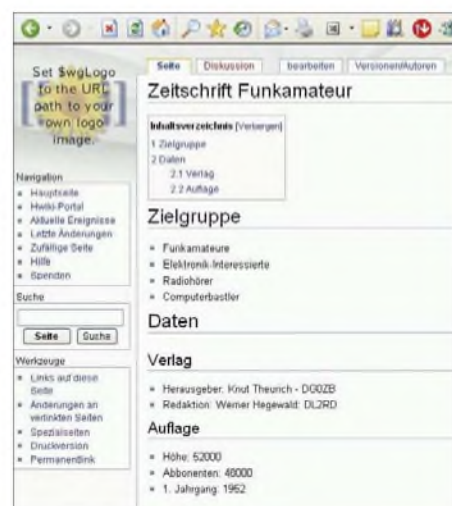 Set $wgLogo
to the URL
path to your
own logo
image.
Navigation
Hauptseite
Hwiki-Portal
Aktuelle Ereignisse
Letzte Änderungen
Zufällige Seite
Hilfe
Spenden
Suche
Seite Suche
Werkzeuge
Links auf diese
Seite
Änderungen an
verlinkten Seiten
Spezialseiten
Druckversion
Permanentlink
Seite Diskussion bearbeiten Versionen/Autoren
Zeitschrift Funkamateur
Inhaltsverzeichnis [Verbergen]
1 Zielgruppe
2 Daten
2.1 Verlag
2.2 Auflage
Zielgruppe
Funkamateure
Elektronik-Interessierte
Radiohörer
Computerbastler
Daten
Verlag
Herausgeber: Knut Theurich - DG0ZB
Redaktion: Werner Hegewald: DL2RD
Auflage
Höhe: 52000
Abbonenten: 48000
1. Jahrgang: 1952